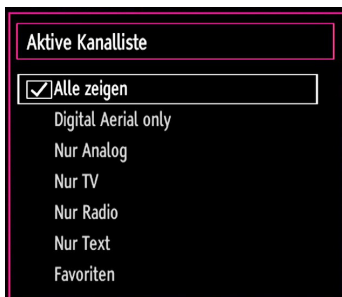 Aktive Kanalliste
Alle zeigen
Digital Aerial only
Nur Analog
Nur TV
Nur Radio
Nur Text
Favoriten